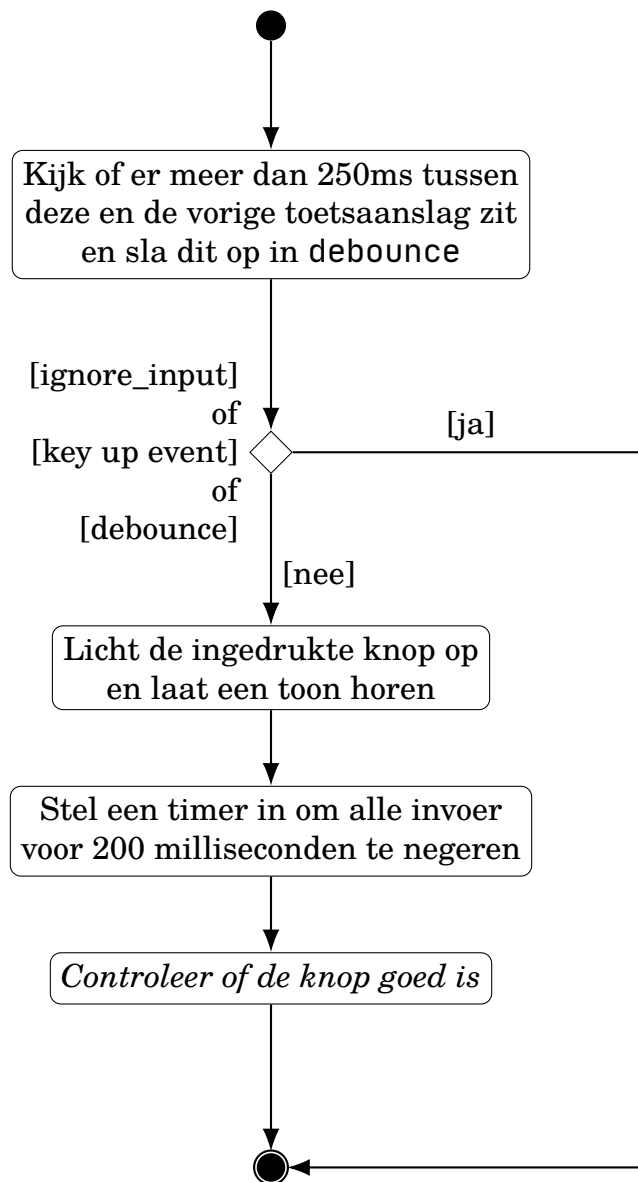 Kijk of er meer dan 250ms tussen
deze en de vorige toetsaanslag zit
en sla dit op in debounce
[ignore_input]
of
[key up event]
of
[debounce]
[ja]
[nee]
Licht de ingedrukte knop op
en laat een toon horen
Stel een timer in om alle invoer
voor 200 milliseconden te negeren
Controleer of de knop goed is